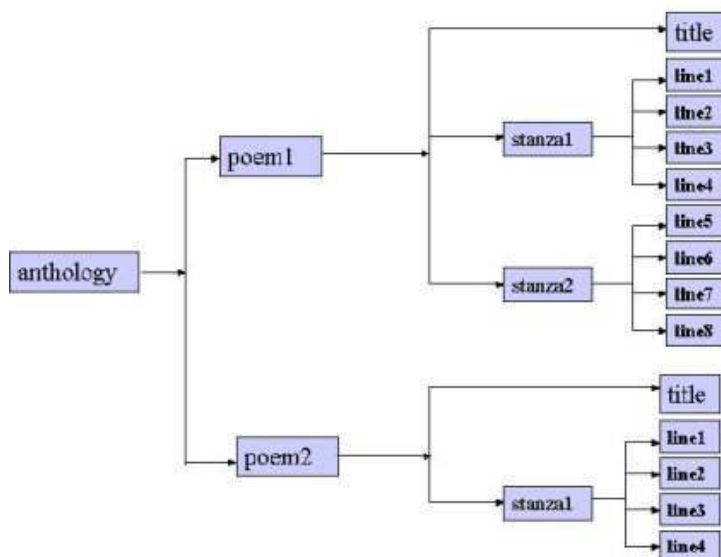 title
line1
line2
stanza1
poem1
line3
line4
line5
line6
anthology
stanza2
line7
line8
title
line1
poem2
line2
stanza1
line3
line4